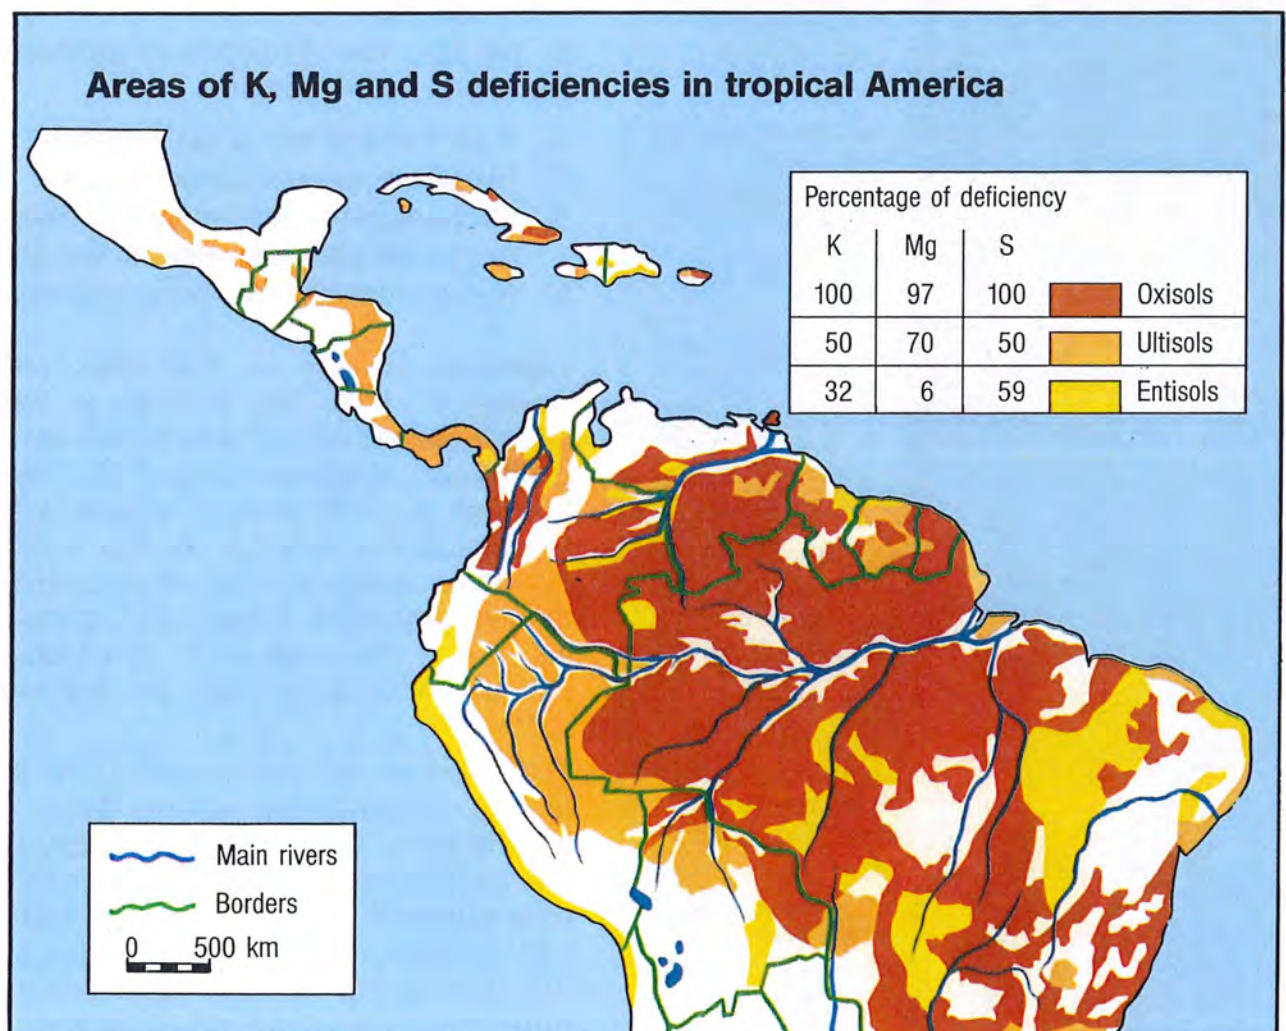 Areas of K, Mg and S deficiencies in tropical America
Percentage of deficiency
K Mg S
100 97 100 Oxisols
50 70 50 Ultisols
32 6 59 Entisols
Main rivers
Borders
0 500 km